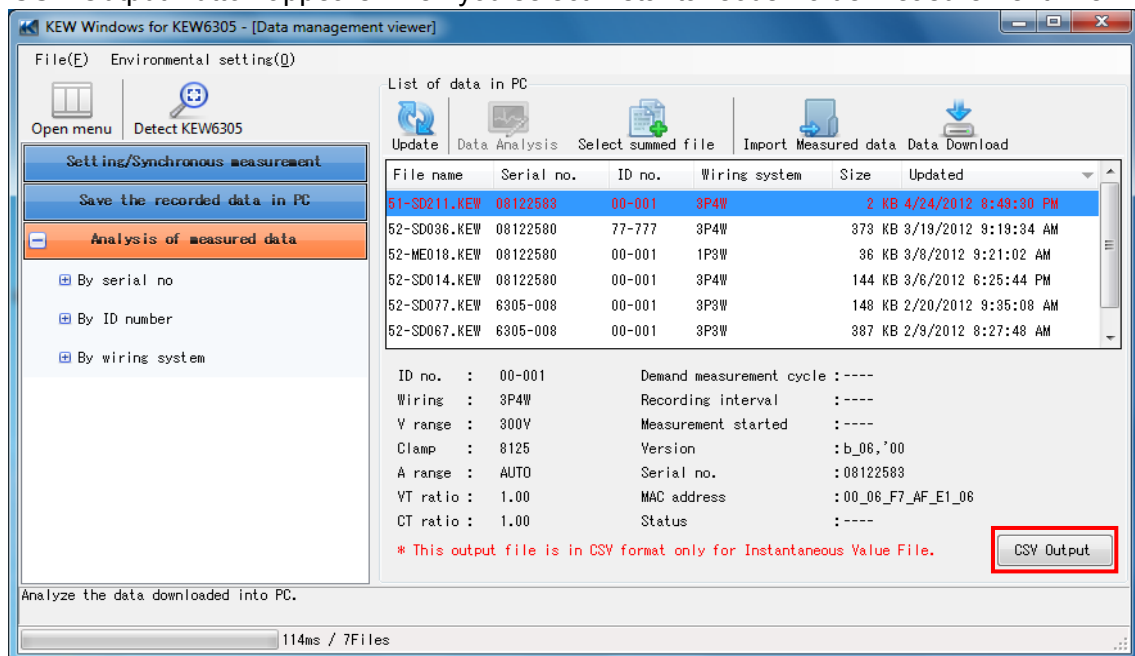 KEW Windows for KEW6305 - [Data management viewer]
File(F) Environmental setting(O)
Open menu
Detect KEW6305
Setting/Synchronous measurement
Save the recorded data in PC
Analysis of measured data
By serial no
By ID number
By wiring system
List of data in PC
Update Data Analysis Select summed file Import Measured data Data Download
File name Serial no. ID no. Wiring system Size Updated
51-SD211.KEW 08122583 00-001 3P4W 2 KB 4/24/2012 8:49:30 PM
52-SD036.KEW 08122580 77-777 3P4W 373 KB 3/19/2012 9:19:34 AM
52-ME018.KEW 08122580 00-001 1P3W 36 KB 3/8/2012 9:21:02 AM
52-SD014.KEW 08122580 00-001 3P4W 144 KB 3/6/2012 6:25:44 PM
52-SD077.KEW 6305-008 00-001 3P3W 148 KB 2/20/2012 9:35:08 AM
52-SD067.KEW 6305-008 00-001 3P3W 387 KB 2/9/2012 8:27:48 AM
ID no. : 00-001 Demand measurement cycle :----
Wiring : 3P4W Recording interval :----
V range : 300V Measurement started :----
Clamp : 8125 Version :b_06,'00
A range : AUTO Serial no. :08122583
VT ratio : 1.00 MAC address :00_06_F7_AF_E1_06
CT ratio : 1.00 Status :----
* This output file is in CSV format only for Instantaneous Value File.
CSV Output
Analyze the data downloaded into PC.
114ms / 7Files